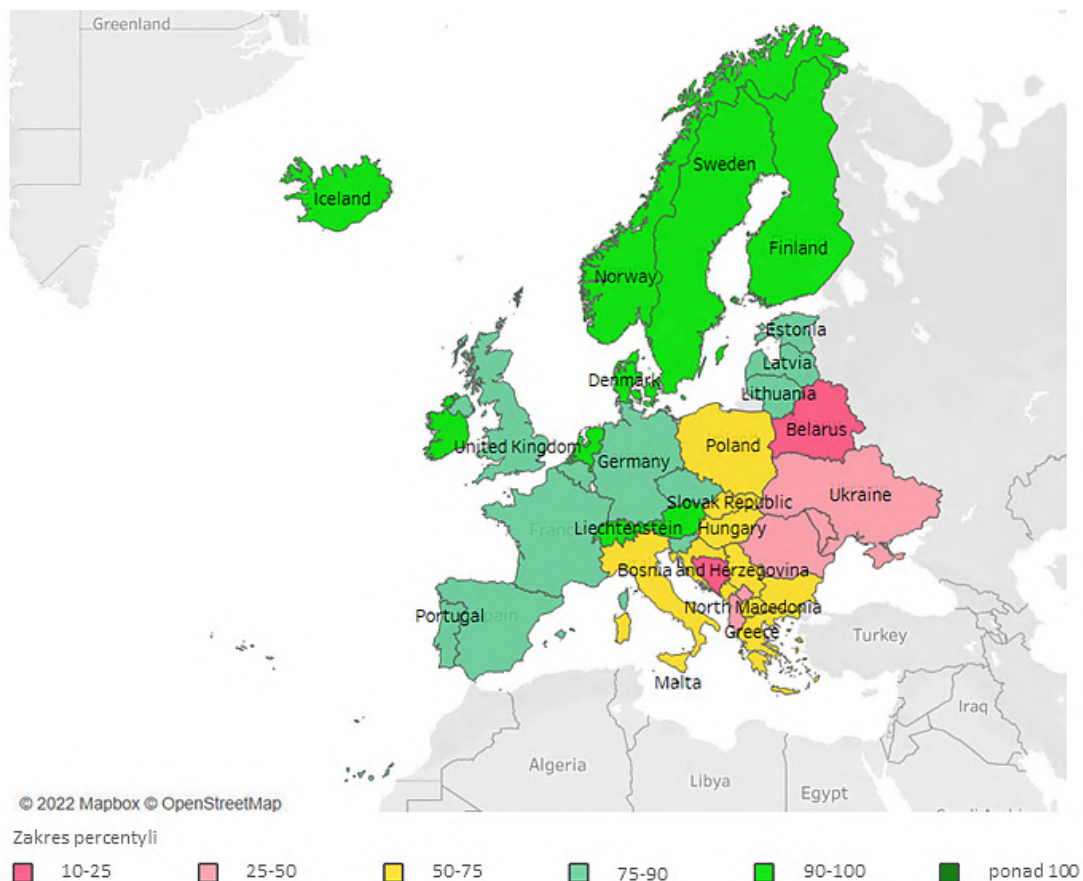 Greenland
Iceland
Sweden
Finland
Norway
Estonia
Latvia
Denmark
Lithuania
Belarus
United Kingdom
Poland
Germany
Ukraine
Slovak Republic
France
Liechtenstein
Hungary
Bosnia and Herzegovina
North Macedonia
Portugal
Spain
Greece
Turkey
Malta
Iraq
Algeria
Libya
Egypt
© 2022 Mapbox © OpenStreetMap
Zakres percentyli
10-25 25-50 50-75 75-90 90-100 ponad 100